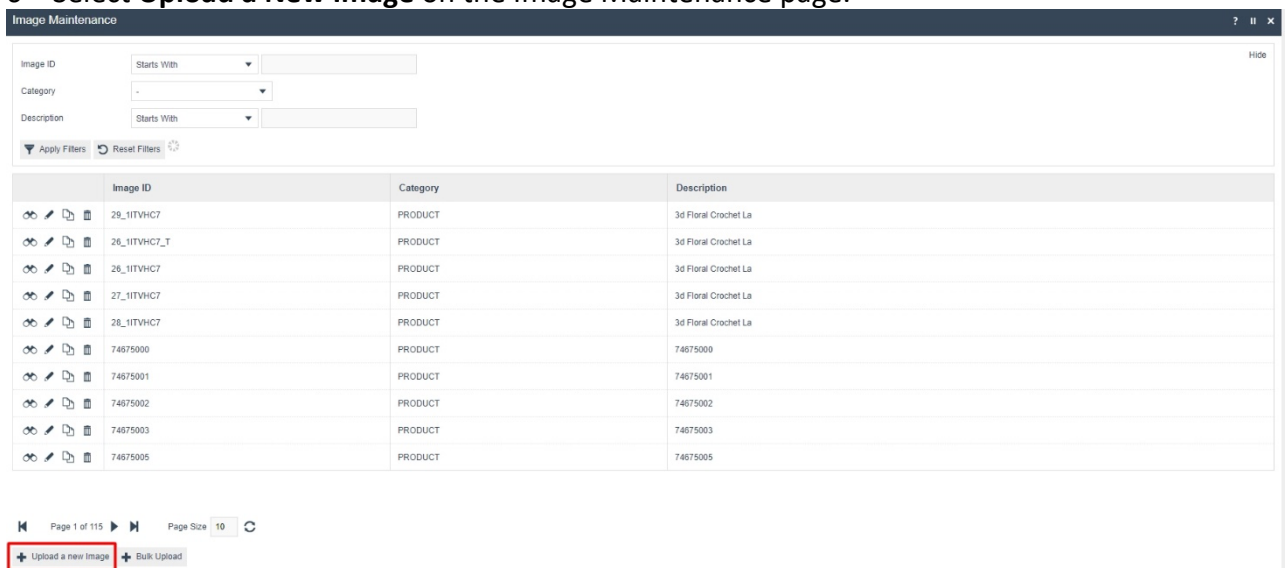 Select Upload a New Image on the Image Maintenance page.
Image Maintenance ? II X
Hide
Image ID Starts With
Category -
Description Starts With
Apply Filters Reset Filters
Image ID Category Description
29_1ITVHC7 PRODUCT 3d Floral Crochet La
26_1ITVHC7_T PRODUCT 3d Floral Crochet La
26_1ITVHC7 PRODUCT 3d Floral Crochet La
27_1ITVHC7 PRODUCT 3d Floral Crochet La
28_1ITVHC7 PRODUCT 3d Floral Crochet La
74675000 PRODUCT 74675000
74675001 PRODUCT 74675001
74675002 PRODUCT 74675002
74675003 PRODUCT 74675003
74675005 PRODUCT 74675005
Page 1 of 115 Page Size 10
Upload a new Image Bulk Upload